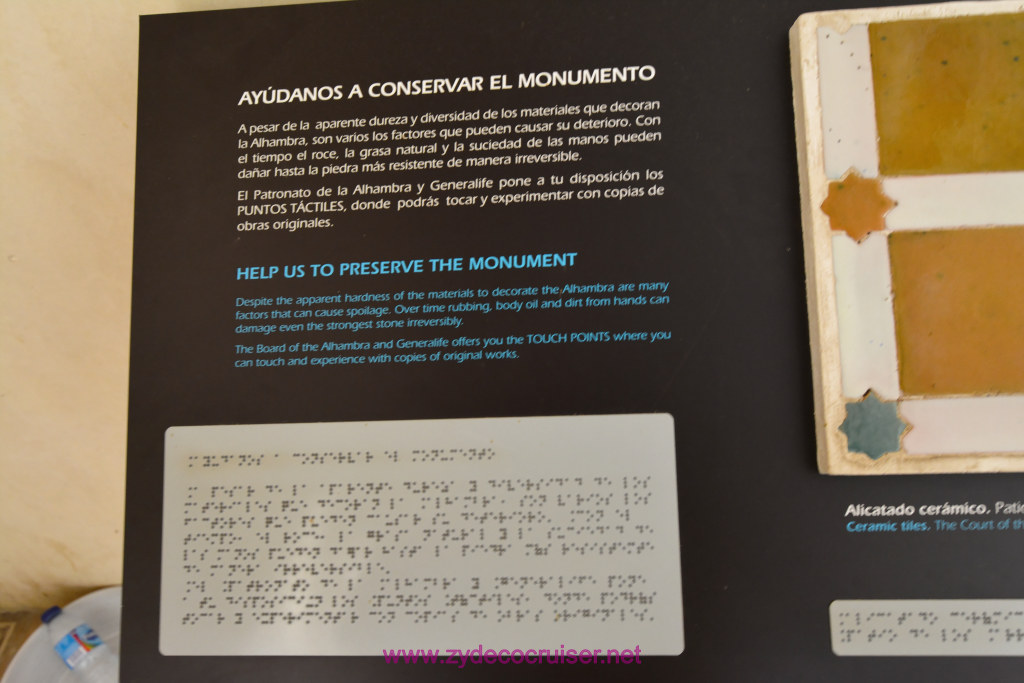 AYÚDANOS A CONSERVAR EL MONUMENTO
A pesar de la aparente dureza y diversidad de los materiales que decoran
la Alhambra, son varios los factores que pueden causar su deterioro. Con
el tiempo el roce, la grasa natural y la suciedad de las manos pueden
dañar hasta la piedra más resistente de manera irreversible.
El Patronato de la Alhambra y Generalife pone a tu disposición los
PUNTOS TÁCTILES, donde podrás tocar y experimentar con copias de
obras originales.
HELP US TO PRESERVE THE MONUMENT
Despite the apparent hardness of the materials to decorate the Alhambra are many
factors that can cause spoilage. Over time rubbing, body oil and dirt from hands can
damage even the strongest stone irreversibly.
The Board of the Alhambra and Generalife offers you the TOUCH POINTS where you
can touch and experience with copies of original works.
Alicatado cerámico.
Ceramic tiles. The Court of
www.zydecocruiser.net